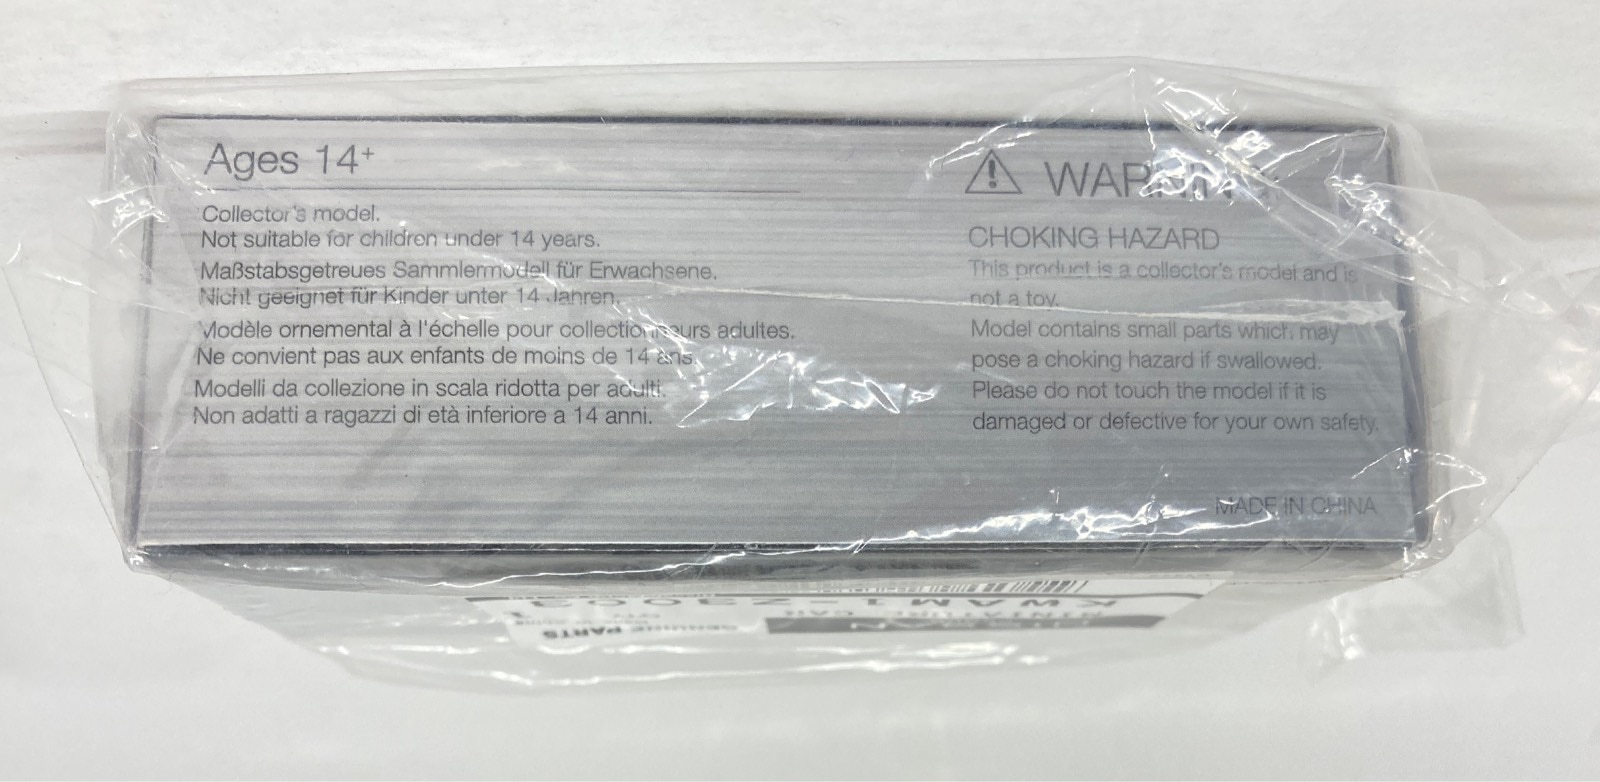 Ages 14+
Collector's model.
Not suitable for children under 14 years.
Maßstabsgetreues Sammlermodell für Erwachsene.
Nicht geeignet für Kinder unter 14 Jahren.
Modèle ornemental à l'échelle pour collectionneurs adultes.
Ne convient pas aux enfants de moins de 14 ans.
Modelli da collezione in scala ridotta per adulti.
Non adatti a ragazzi di età inferiore a 14 anni.
WARNING
CHOKING HAZARD
This product is a collector's model and is
not a toy.
Model contains small parts which may
pose a choking hazard if swallowed.
Please do not touch the model if it is
damaged or defective for your own safety.
MADE IN CHINA
GENUINE PARTS